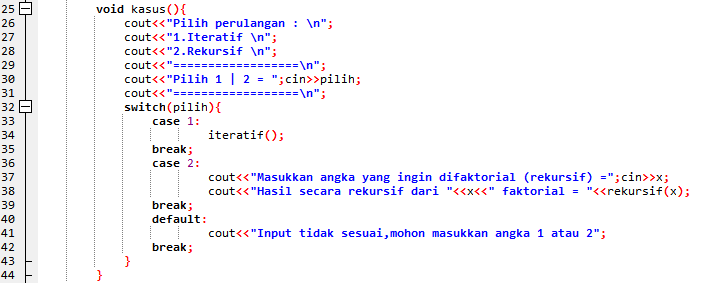 25 void kasus(){
26 cout<<"Pilih perulangan : \n";
27 cout<<"1.Iteratif \n";
28 cout<<"2.Rekursif \n";
29 cout<<"==================\n";
30 cout<<"Pilih 1 | 2 = ";cin>>pilih;
31 cout<<"==================\n";
32 switch(pilih){
33 case 1:
34 iteratif();
35 break;
36 case 2:
37 cout<<"Masukkan angka yang ingin difaktorial (rekursif) =";cin>>x;
38 cout<<"Hasil secara rekursif dari "<<x<<" faktorial = "<<rekursif(x);
39 break;
40 default:
41 cout<<"Input tidak sesuai,mohon masukkan angka 1 atau 2";
42 break;
43 }
44 }